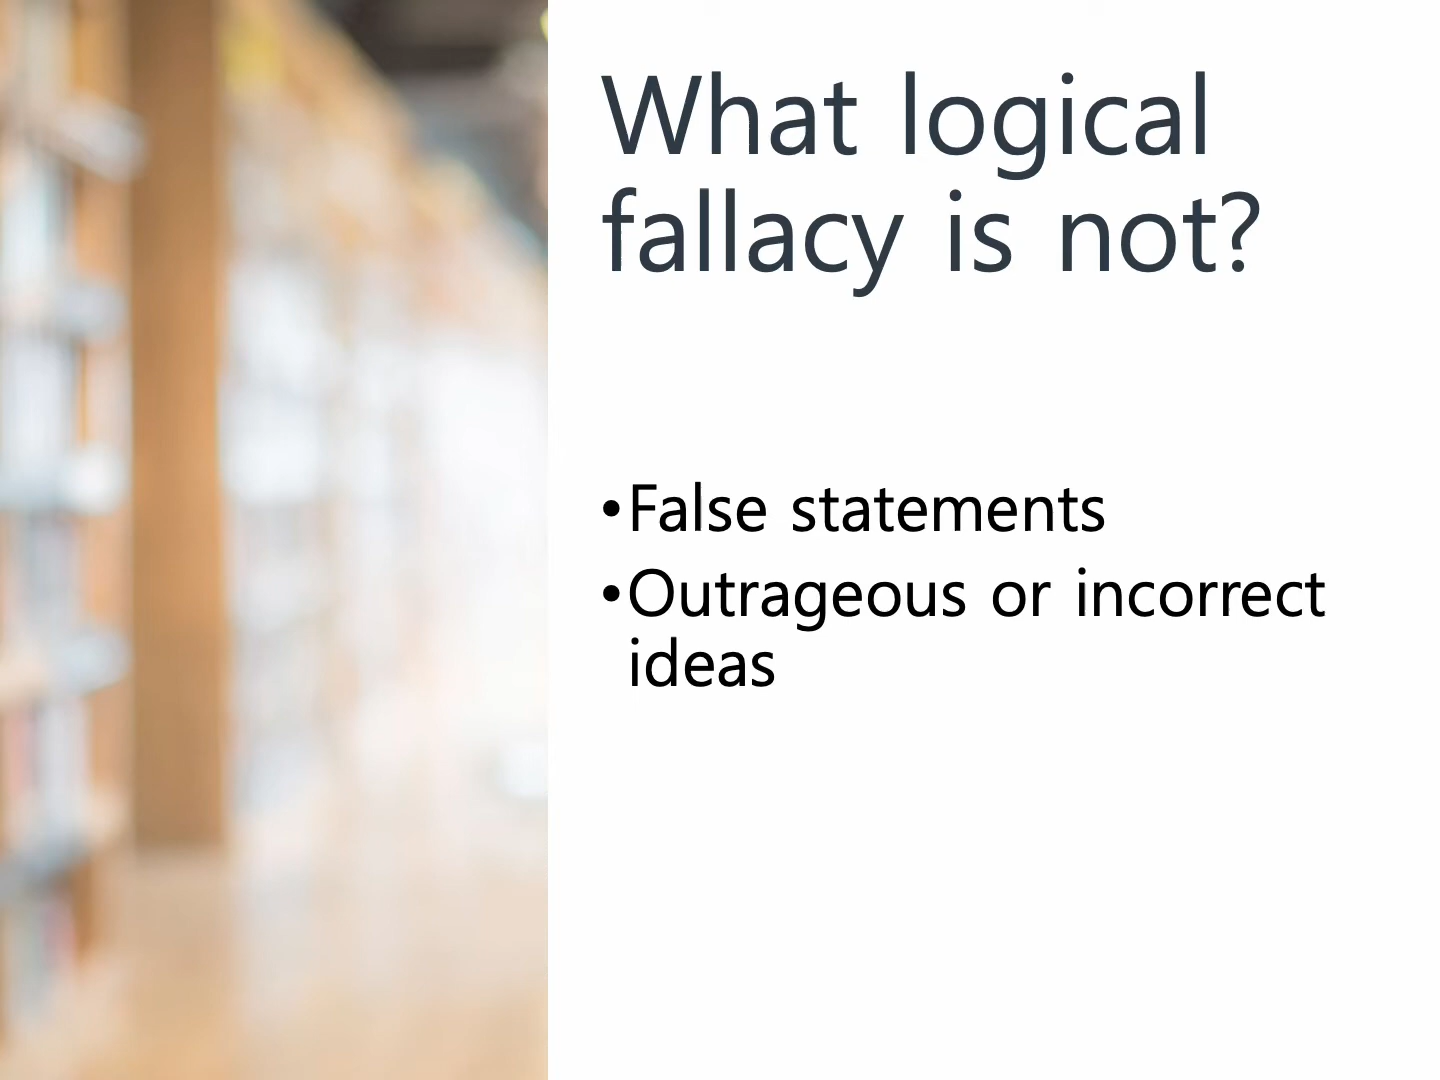 What logical
fallacy is not?
•False statements
•Outrageous or incorrect
ideas